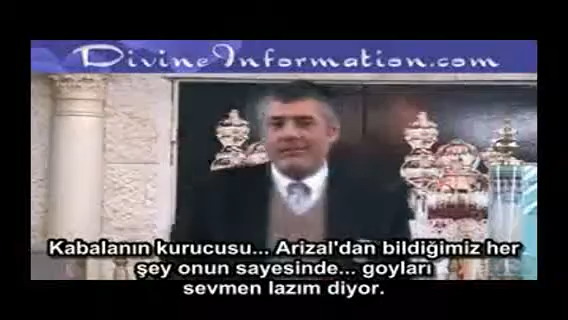 DivineInformation.com
Kabalanın kurucusu... Arizal'dan bildiğimiz her
şey onun sayesinde... goyları
sevmen lazım diyor.